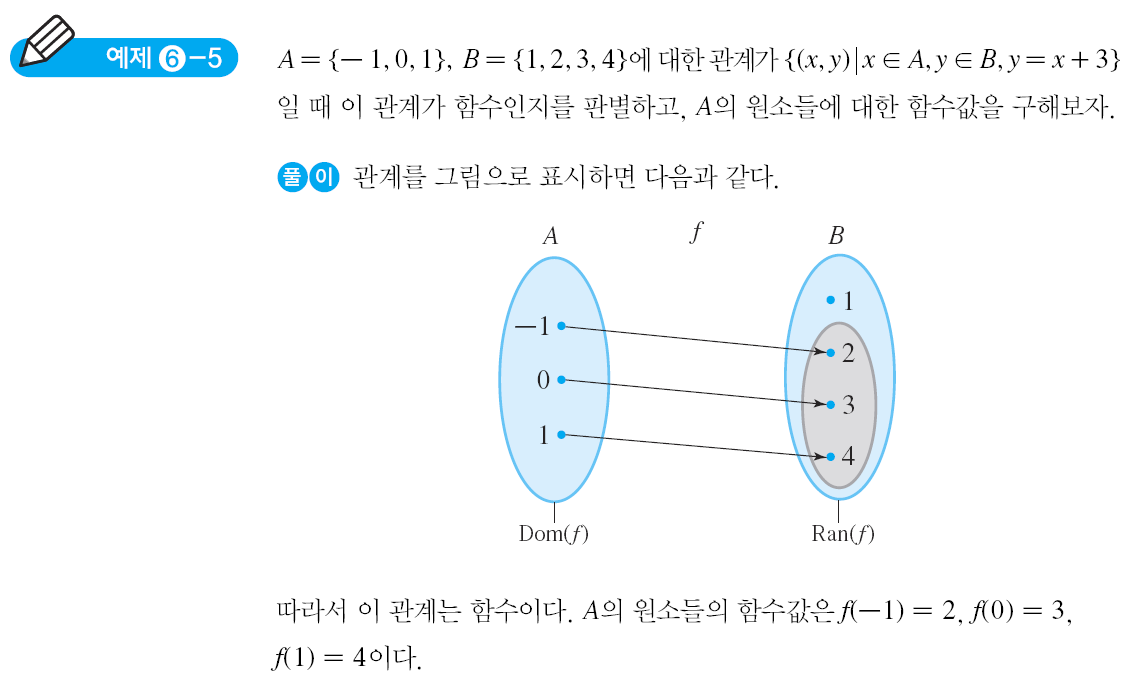 예제 6-5
A = {− 1, 0, 1}, B = {1, 2, 3, 4}에 대한 관계가 {(x, y) | x ∈ A, y ∈ B, y = x + 3}
일 때 이 관계가 함수인지를 판별하고, A의 원소들에 대한 함수값을 구해보자.
풀이 관계를 그림으로 표시하면 다음과 같다.
A f B
1
−1
2
0
3
1
4
Dom(f) Ran(f)
따라서 이 관계는 함수이다. A의 원소들의 함수값은 f(−1) = 2, f(0) = 3,
f(1) = 4이다.